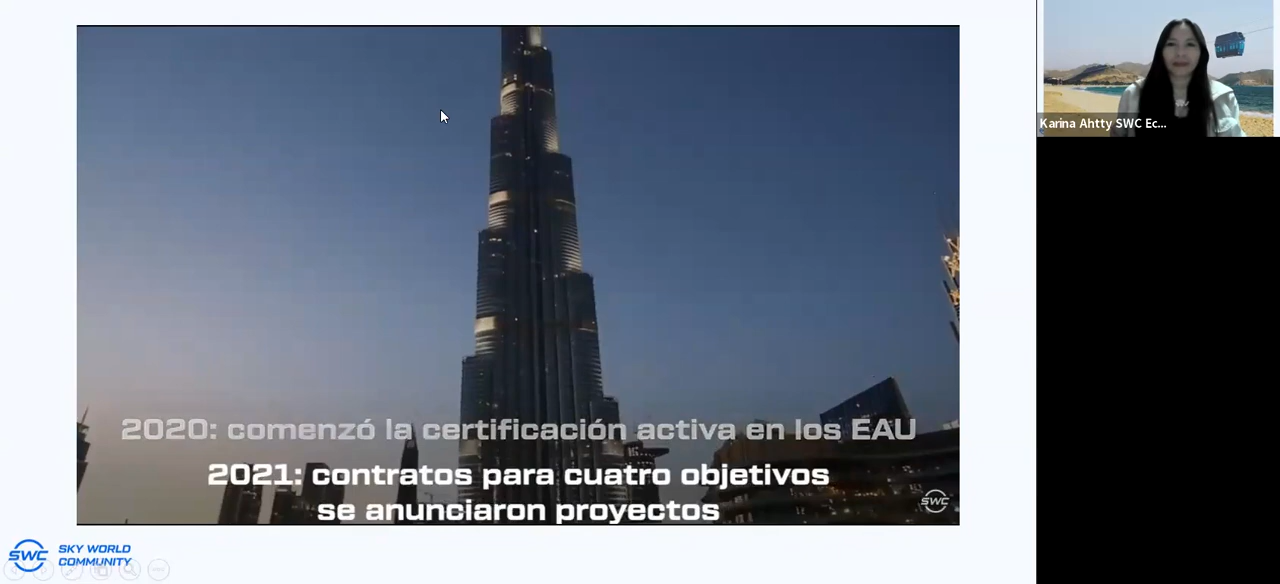 Karina Ahtty SWC Ec...
2020: comenzó la certificación activa en los EAU
2021: contratos para cuatro objetivos
se anunciaron proyectos
SWC
SWC
SKY WORLD
COMMUNITY